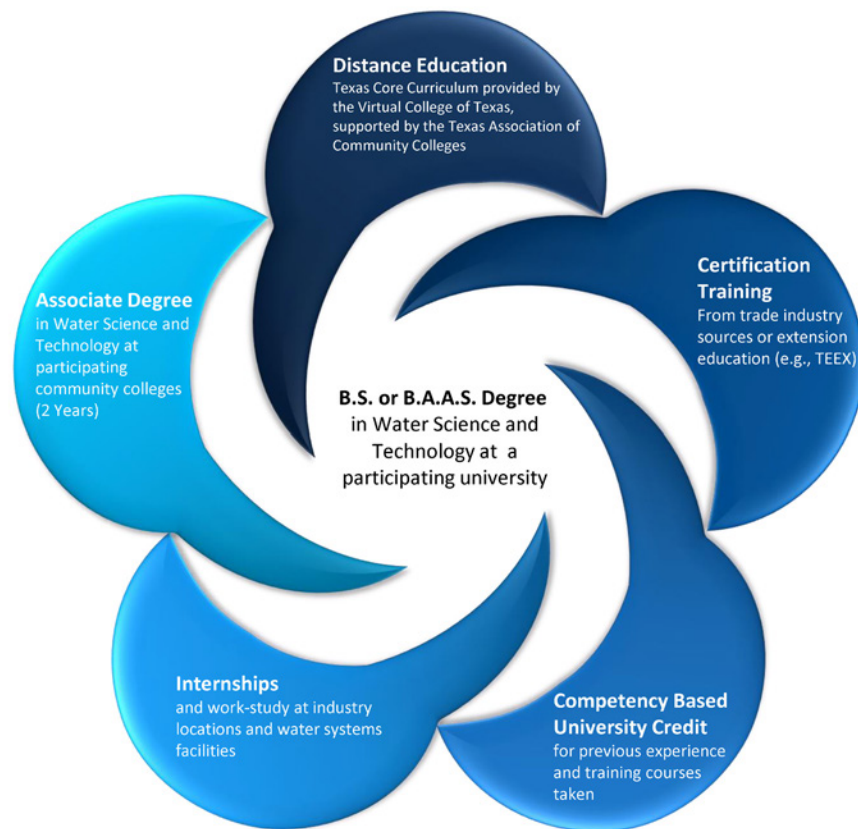 Distance Education
Texas Core Curriculum provided by
the Virtual College of Texas,
supported by the Texas Association of
Community Colleges
Certification
Training
From trade industry
sources or extension
education (e.g., TEEX)
Associate Degree
in Water Science and
Technology at
participating
community colleges
(2 Years)
B.S. or B.A.A.S. Degree
in Water Science and
Technology at a
participating university
Internships
and work-study at industry
locations and water systems
facilities
Competency Based
University Credit
for previous experience
and training courses
taken